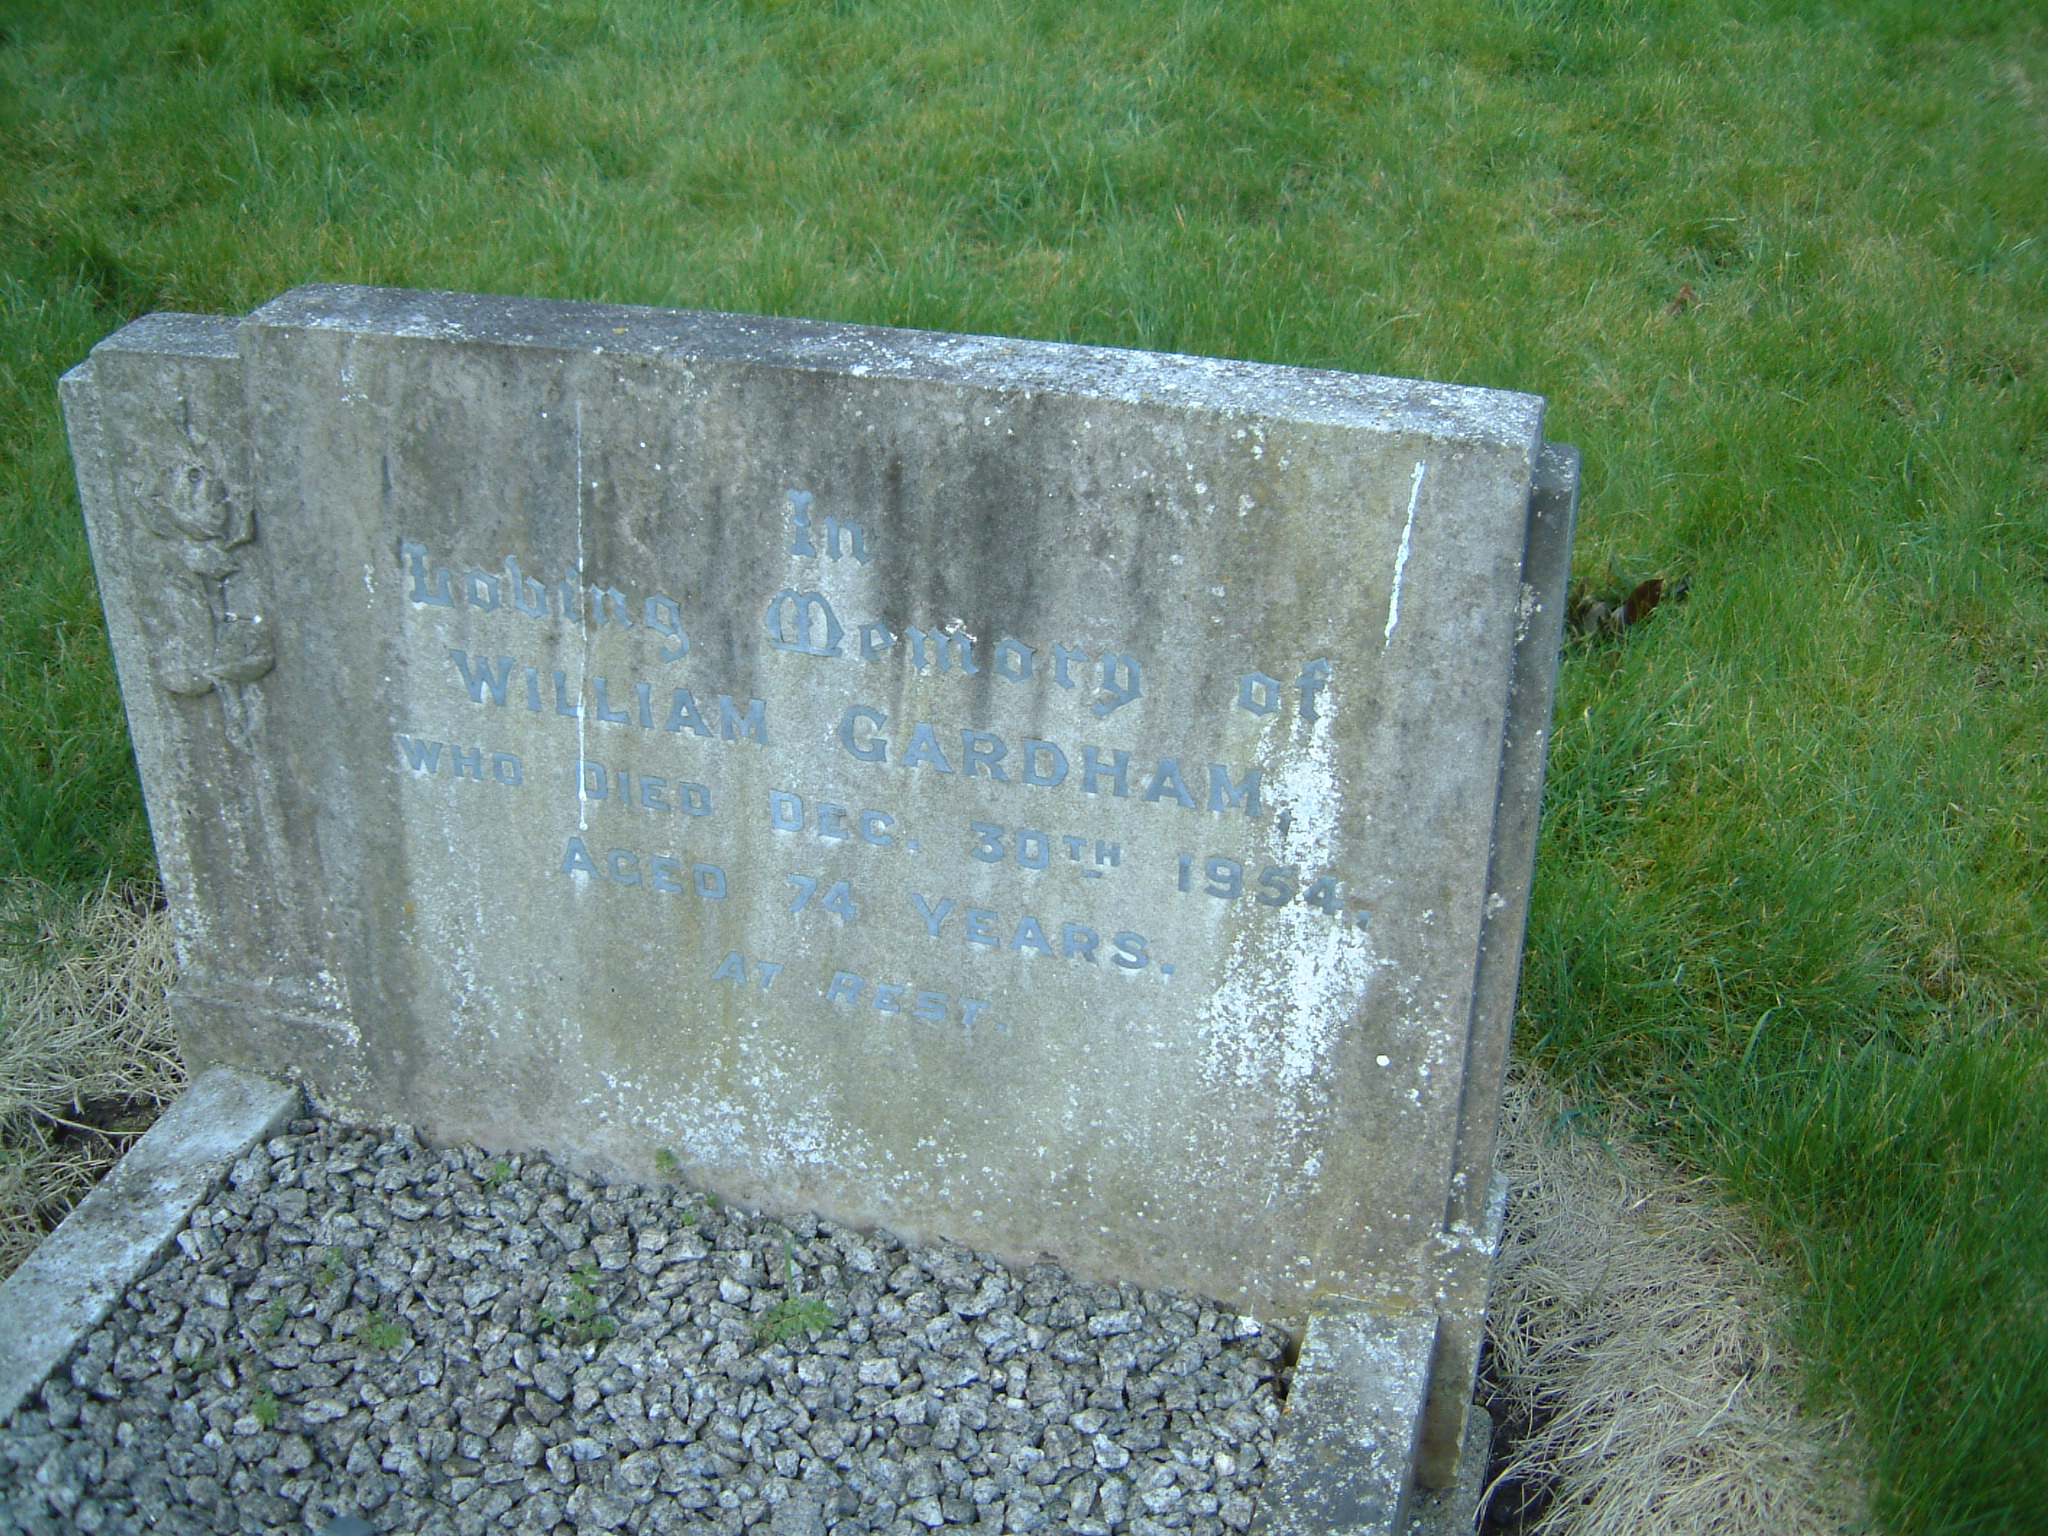 In
Loving Memory of
WILLIAM GARDHAM,
WHO DIED DEC. 30TH 1954,
AGED 74 YEARS.
AT REST.